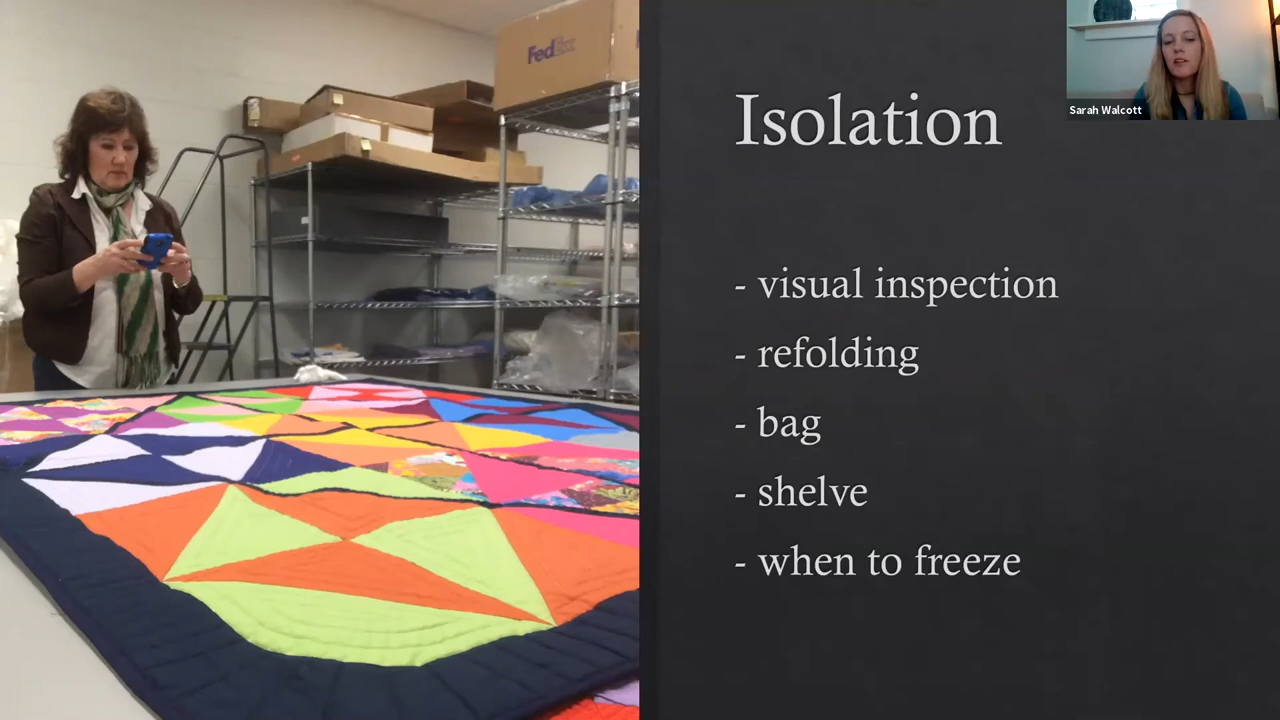 FedEx
Isolation
Sarah Walcott
- visual inspection
- refolding
- bag
- shelve
- when to freeze